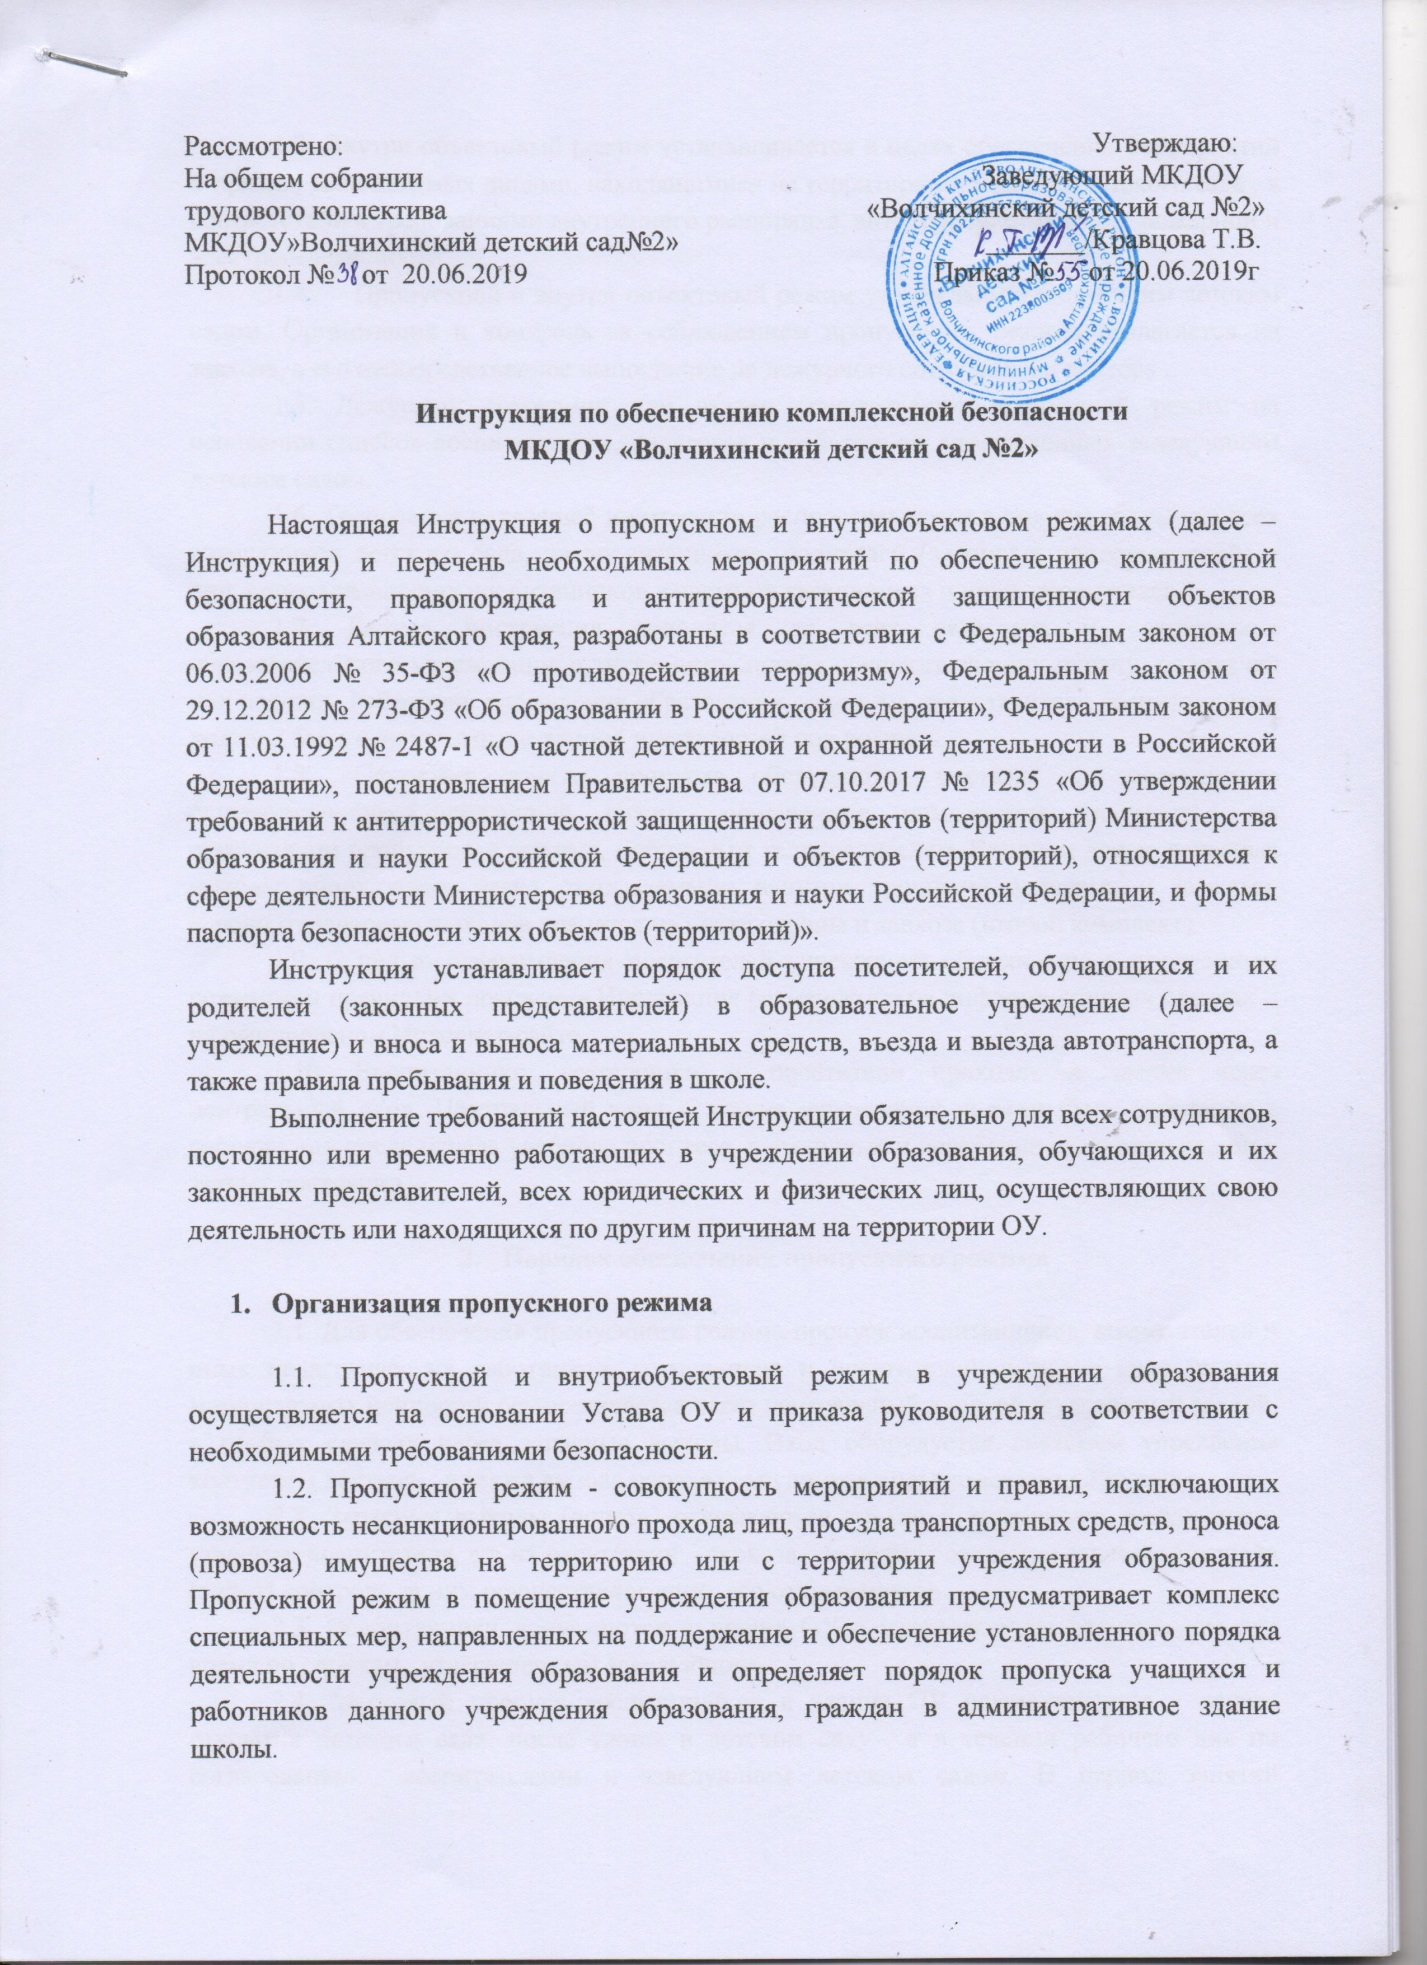 Рассмотрено:
На общем собрании
трудового коллектива
МКДОУ»Волчихинский детский сад№2»
Протокол №38 от 20.06.2019
Утверждаю:
Заведующий МКДОУ
«Волчихинский детский сад №2»
/Кравцова Т.В.
Приказ №55 от 20.06.2019г
Волчихинский
детский
сад №2
ИНН 2238003509
Волчихинского района Алтайского
Инструкция по обеспечению комплексной безопасности
МКДОУ «Волчихинский детский сад №2»
Настоящая Инструкция о пропускном и внутриобъектовом режимах (далее –
Инструкция) и перечень необходимых мероприятий по обеспечению комплексной
безопасности, правопорядка и антитеррористической защищенности объектов
образования Алтайского края, разработаны в соответствии с Федеральным законом от
06.03.2006 № 35-ФЗ «О противодействии терроризму», Федеральным законом от
29.12.2012 № 273-ФЗ «Об образовании в Российской Федерации», Федеральным законом
от 11.03.1992 № 2487-1 «О частной детективной и охранной деятельности в Российской
Федерации», постановлением Правительства от 07.10.2017 № 1235 «Об утверждении
требований к антитеррористической защищенности объектов (территорий) Министерства
образования и науки Российской Федерации и объектов (территорий), относящихся к
сфере деятельности Министерства образования и науки Российской Федерации, и формы
паспорта безопасности этих объектов (территорий)».
Инструкция устанавливает порядок доступа посетителей, обучающихся и их
родителей (законных представителей) в образовательное учреждение (далее –
учреждение) и вноса и выноса материальных средств, въезда и выезда автотранспорта, а
также правила пребывания и поведения в школе.
Выполнение требований настоящей Инструкции обязательно для всех сотрудников,
постоянно или временно работающих в учреждении образования, обучающихся и их
законных представителей, всех юридических и физических лиц, осуществляющих свою
деятельность или находящихся по другим причинам на территории ОУ.
1. Организация пропускного режима
1.1. Пропускной и внутриобъектовый режим в учреждении образования
осуществляется на основании Устава ОУ и приказа руководителя в соответствии с
необходимыми требованиями безопасности.
1.2. Пропускной режим - совокупность мероприятий и правил, исключающих
возможность несанкционированного прохода лиц, проезда транспортных средств, проноса
(провоза) имущества на территорию или с территории учреждения образования.
Пропускной режим в помещение учреждения образования предусматривает комплекс
специальных мер, направленных на поддержание и обеспечение установленного порядка
деятельности учреждения образования и определяет порядок пропуска учащихся и
работников данного учреждения образования, граждан в административное здание
школы.